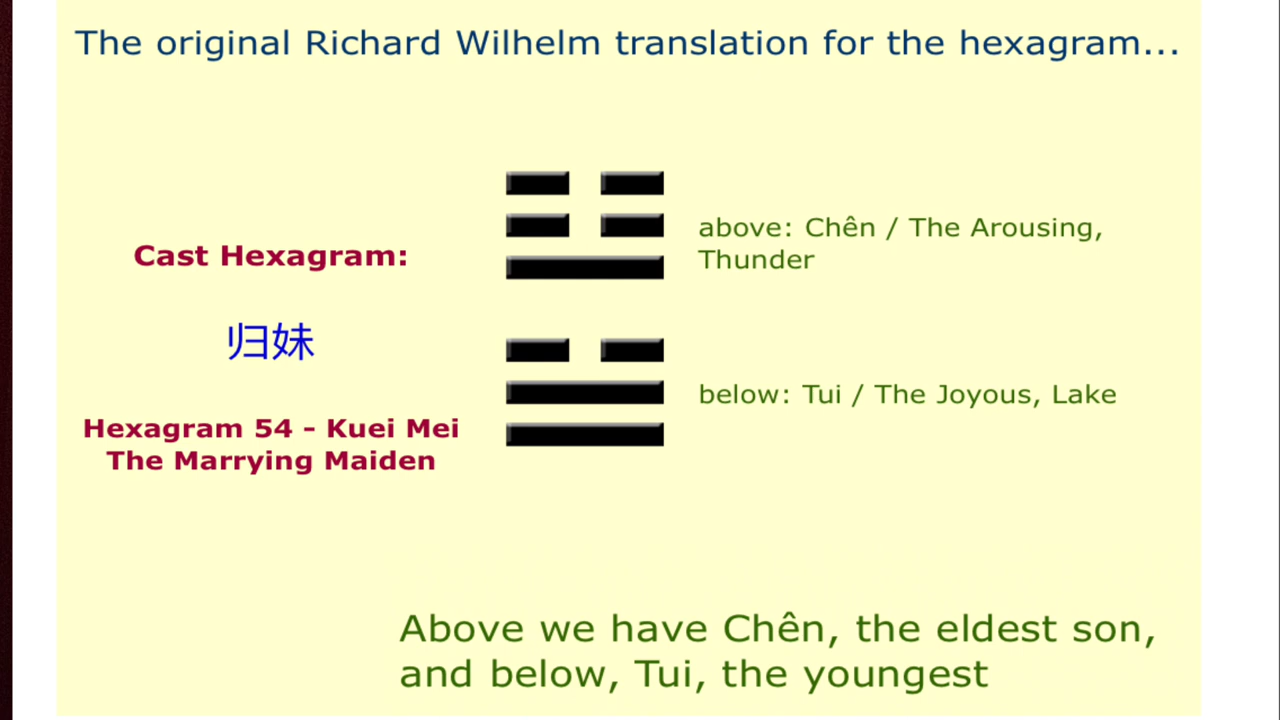 The original Richard Wilhelm translation for the hexagram...
Cast Hexagram:
归妹
Hexagram 54 - Kuei Mei
The Marrying Maiden
above: Chên / The Arousing,
Thunder
below: Tui / The Joyous, Lake
Above we have Chên, the eldest son,
and below, Tui, the youngest